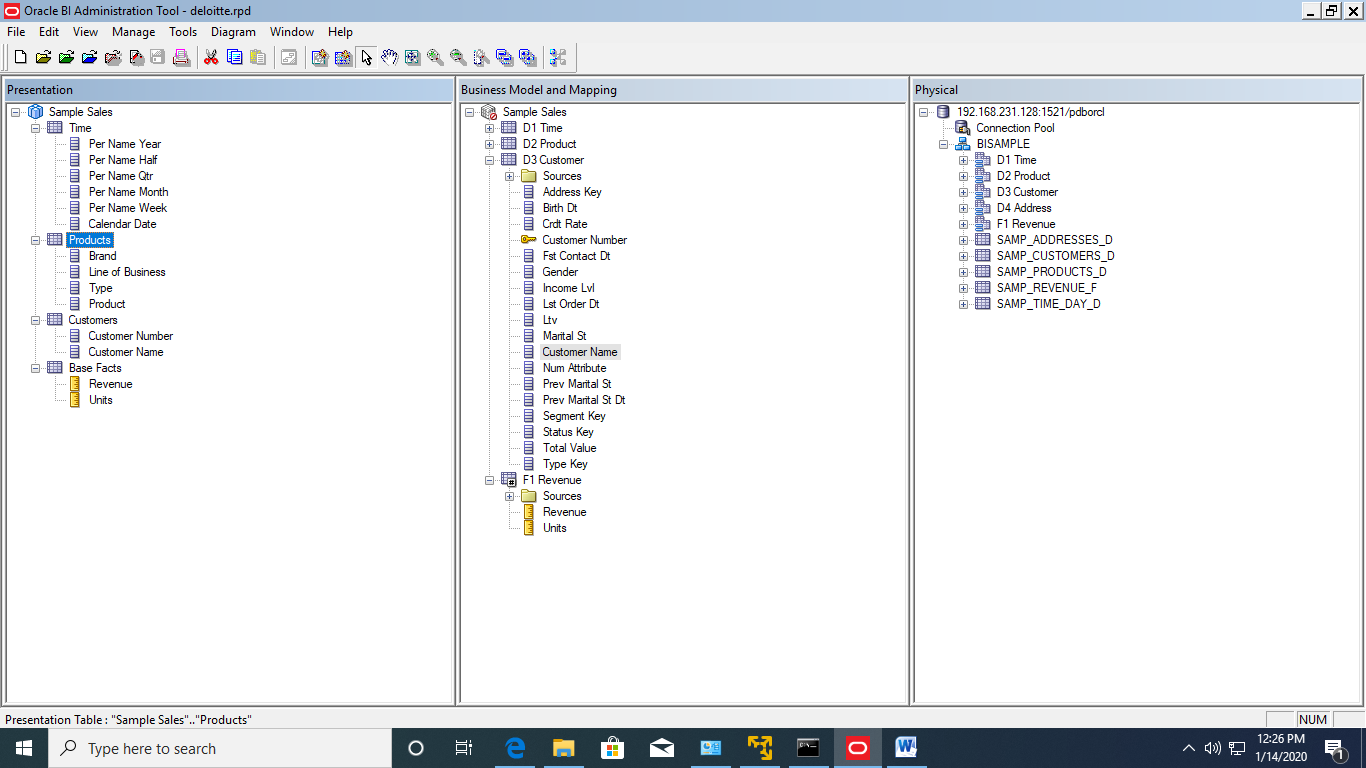 Oracle BI Administration Tool - deloitte.rpd
File Edit View Manage Tools Diagram Window Help
Presentation
Sample Sales
Time
Per Name Year
Per Name Half
Per Name Qtr
Per Name Month
Per Name Week
Calendar Date
Products
Brand
Line of Business
Type
Product
Customers
Customer Number
Customer Name
Base Facts
Revenue
Units
Business Model and Mapping
Sample Sales
D1 Time
D2 Product
D3 Customer
Sources
Address Key
Birth Dt
Crdt Rate
Customer Number
Fst Contact Dt
Gender
Income Lvl
Lst Order Dt
Ltv
Marital St
Customer Name
Num Attribute
Prev Marital St
Prev Marital St Dt
Segment Key
Status Key
Total Value
Type Key
F1 Revenue
Sources
Revenue
Units
Physical
192.168.231.128:1521/pdborcl
Connection Pool
BISAMPLE
D1 Time
D2 Product
D3 Customer
D4 Address
F1 Revenue
SAMP_ADDRESSES_D
SAMP_CUSTOMERS_D
SAMP_PRODUCTS_D
SAMP_REVENUE_F
SAMP_TIME_DAY_D
Presentation Table : "Sample Sales".."Products"
NUM
Type here to search
12:26 PM
1/14/2020
1